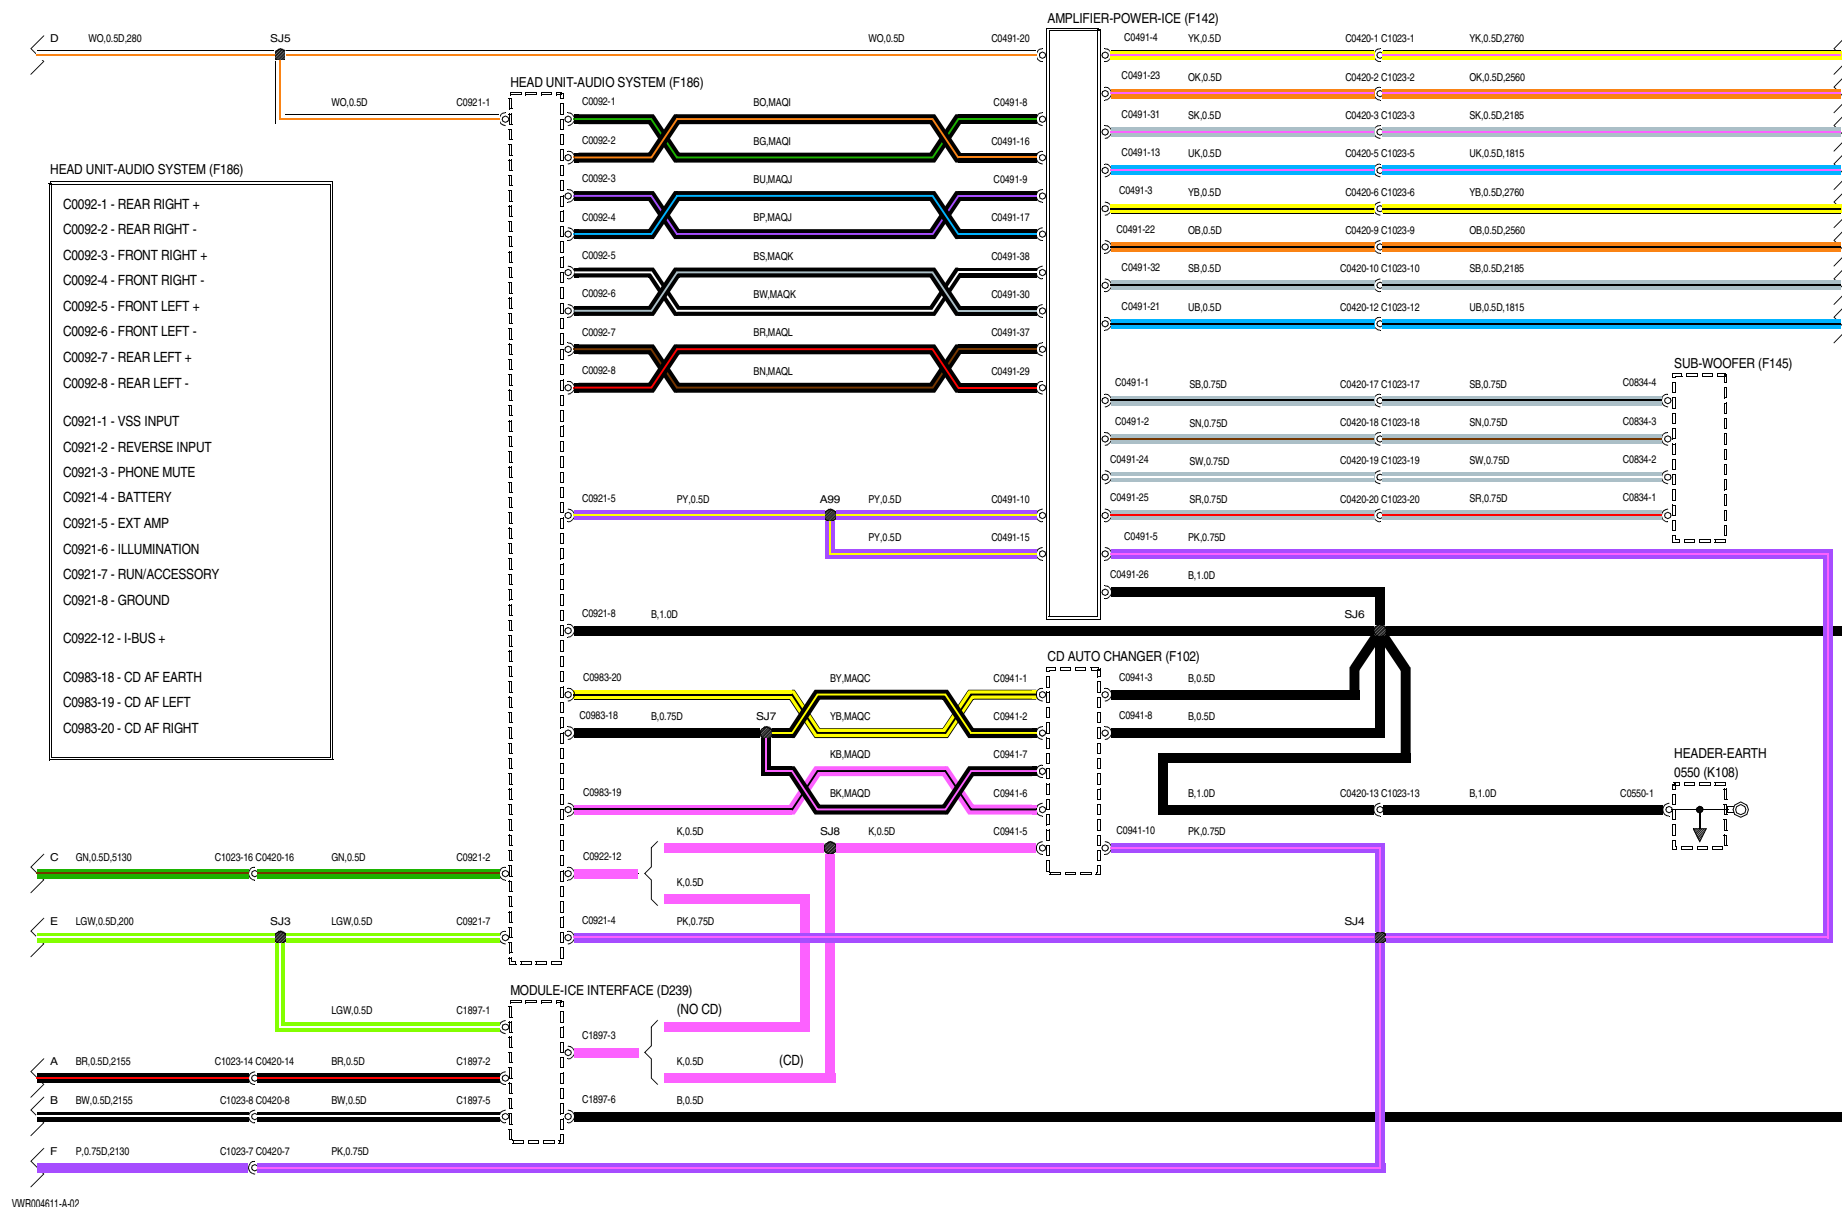 AMPLIFIER-POWER-ICE (F142)
D WO,0.5D,280 SJ5 WO,0.5D C0491-20 C0491-4 YK,0.5D C0420-1 C1023-1 YK,0.5D,2760
C0491-23 OK,0.5D C0420-2 C1023-2 OK,0.5D,2560
HEAD UNIT-AUDIO SYSTEM (F186)
WO,0.5D C0921-1 C0092-1 BO,MAQI C0491-8
C0491-31 SK,0.5D C0420-3 C1023-3 SK,0.5D,2185
C0092-2 BG,MAQI C0491-16
C0491-13 UK,0.5D C0420-5 C1023-5 UK,0.5D,1815
C0092-3 BU,MAQJ C0491-9
C0491-3 YB,0.5D C0420-6 C1023-6 YB,0.5D,2760
C0092-4 BP,MAQJ C0491-17
C0491-22 OB,0.5D C0420-9 C1023-9 OB,0.5D,2560
C0092-5 BS,MAQK C0491-38
C0491-32 SB,0.5D C0420-10 C1023-10 SB,0.5D,2185
C0092-6 BW,MAQK C0491-30
C0491-21 UB,0.5D C0420-12 C1023-12 UB,0.5D,1815
C0092-7 BR,MAQL C0491-37
C0092-8 BN,MAQL C0491-29
HEAD UNIT-AUDIO SYSTEM (F186)
C0092-1 - REAR RIGHT +
C0092-2 - REAR RIGHT -
C0092-3 - FRONT RIGHT +
C0092-4 - FRONT RIGHT -
C0092-5 - FRONT LEFT +
C0092-6 - FRONT LEFT -
C0092-7 - REAR LEFT +
C0092-8 - REAR LEFT -
C0921-1 - VSS INPUT
C0921-2 - REVERSE INPUT
C0921-3 - PHONE MUTE
C0921-4 - BATTERY
C0921-5 - EXT AMP
C0921-6 - ILLUMINATION
C0921-7 - RUN/ACCESSORY
C0921-8 - GROUND
C0922-12 - I-BUS +
C0983-18 - CD AF EARTH
C0983-19 - CD AF LEFT
C0983-20 - CD AF RIGHT
SUB-WOOFER (F145)
C0491-1 SB,0.75D C0420-17 C1023-17 SB,0.75D C0834-4
C0491-2 SN,0.75D C0420-18 C1023-18 SN,0.75D C0834-3
C0491-24 SW,0.75D C0420-19 C1023-19 SW,0.75D C0834-2
C0921-5 PY,0.5D A99 PY,0.5D C0491-10 C0491-25 SR,0.75D C0420-20 C1023-20 SR,0.75D C0834-1
PY,0.5D C0491-15 C0491-5 PK,0.75D
C0491-26 B,1.0D
C0921-8 B,1.0D SJ6
CD AUTO CHANGER (F102)
C0983-20 BY,MAQC C0941-1 C0941-3 B,0.5D
C0983-18 B,0.75D SJ7 YB,MAQC C0941-2 C0941-8 B,0.5D
KB,MAQD C0941-7
HEADER-EARTH
0550 (K108)
C0983-19 BK,MAQD C0941-6 B,1.0D C0420-13 C1023-13 B,1.0D C0550-1
K,0.5D SJ8 K,0.5D C0941-5 C0941-10 PK,0.75D
C GN,0.5D,5130 C1023-16 C0420-16 GN,0.5D C0921-2 C0922-12
K,0.5D
E LGW,0.5D,200 SJ3 LGW,0.5D C0921-7 C0921-4 PK,0.75D SJ4
MODULE-ICE INTERFACE (D239)
LGW,0.5D C1897-1 (NO CD)
C1897-3
A BR,0.5D,2155 C1023-14 C0420-14 BR,0.5D C1897-2 K,0.5D (CD)
B BW,0.5D,2155 C1023-8 C0420-8 BW,0.5D C1897-5 C1897-6 B,0.5D
F P,0.75D,2130 C1023-7 C0420-7 PK,0.75D
VWR004611-A-02